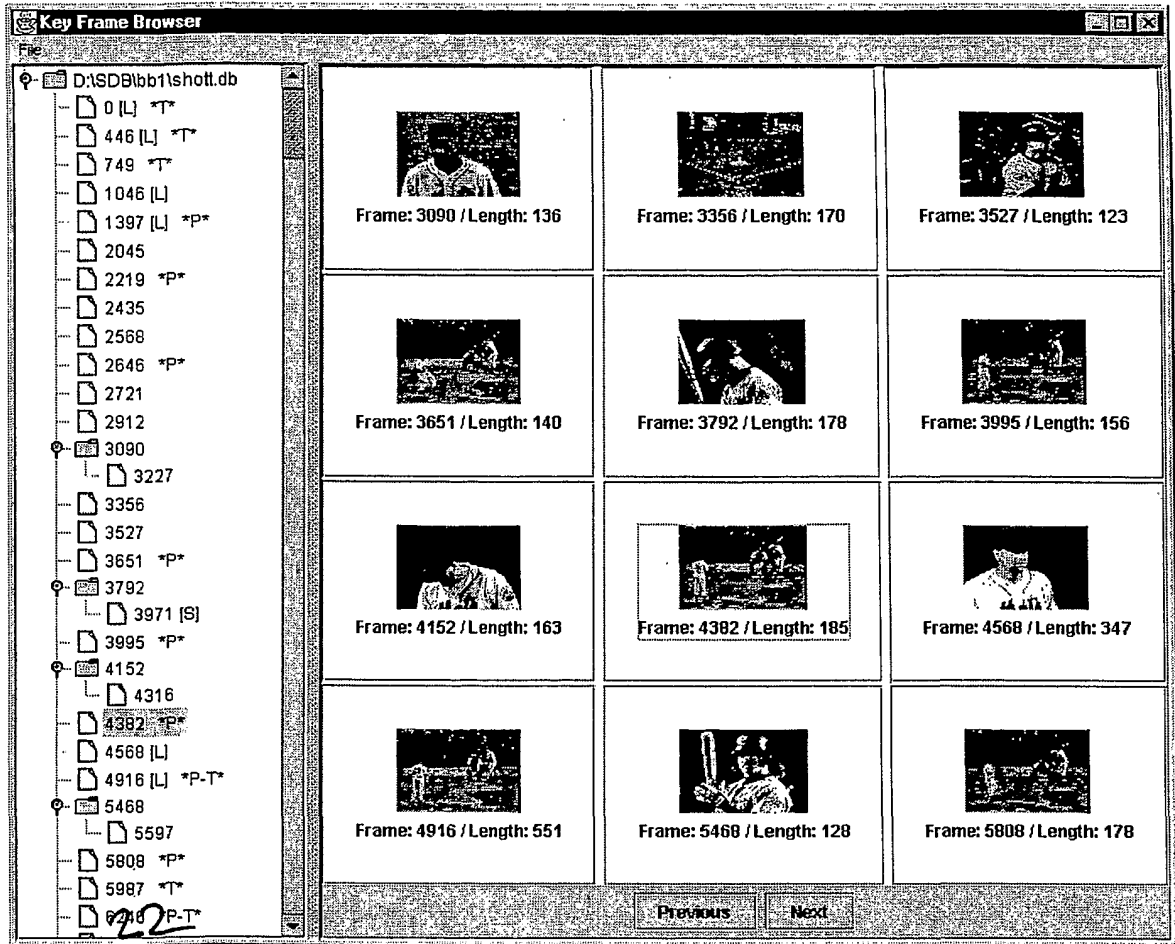 Key Frame Browser
File
D:\SDB\bb1\shott.db
0 [L] *T*
446 [L] *T*
749 *T*
1046 [L]
1397 [L] *P*
2045
2219 *P*
2435
2568
2646 *P*
2721
2912
3090
3227
3356
3527
3651 *P*
3792
3971 [S]
3995 *P*
4152
4316
4382 *P*
4568 [L]
4916 [L] *P-T*
5468
5597
5808 *P*
5987 *T*
*P-T*
22
Frame: 3090 / Length: 136
Frame: 3356 / Length: 170
Frame: 3527 / Length: 123
Frame: 3651 / Length: 140
Frame: 3792 / Length: 178
Frame: 3995 / Length: 156
Frame: 4152 / Length: 163
Frame: 4382 / Length: 185
Frame: 4568 / Length: 347
Frame: 4916 / Length: 551
Frame: 5468 / Length: 128
Frame: 5808 / Length: 178
Previous
Next